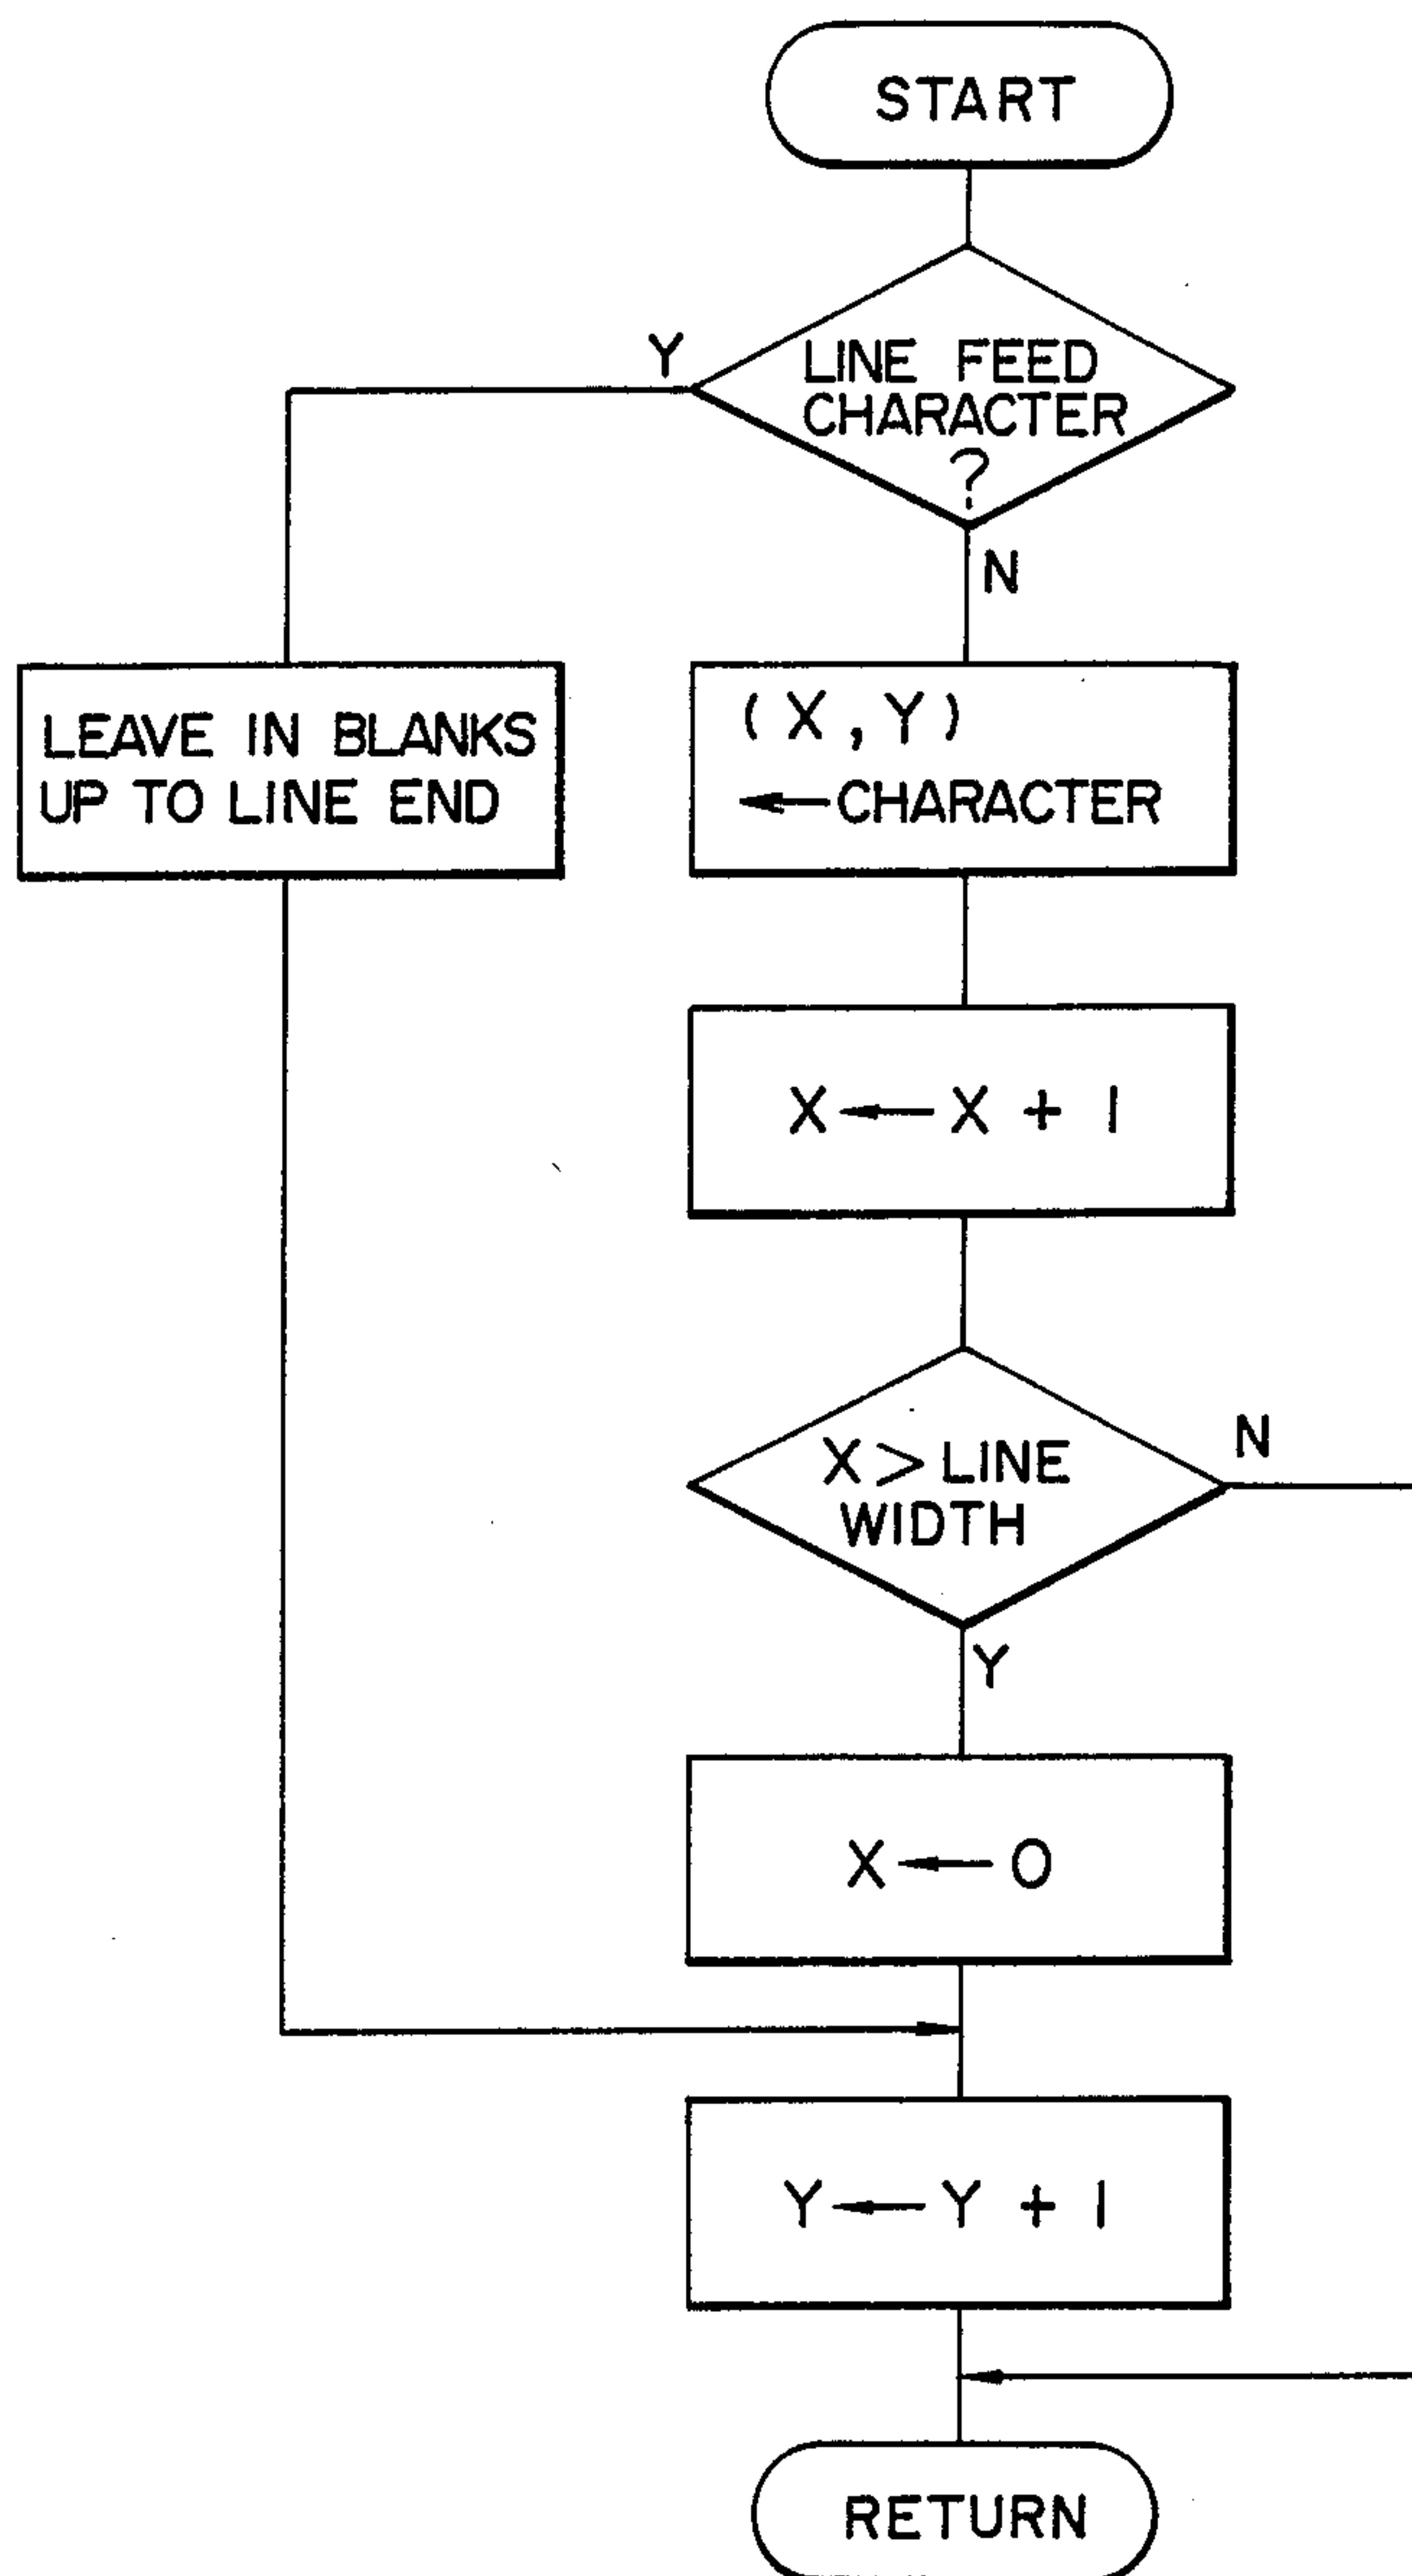 START
Y
LINE FEED
CHARACTER
?
N
LEAVE IN BLANKS
UP TO LINE END
(X,Y)
←CHARACTER
X←X + 1
X>LINE
WIDTH
N
Y
X←0
Y←Y + 1
RETURN